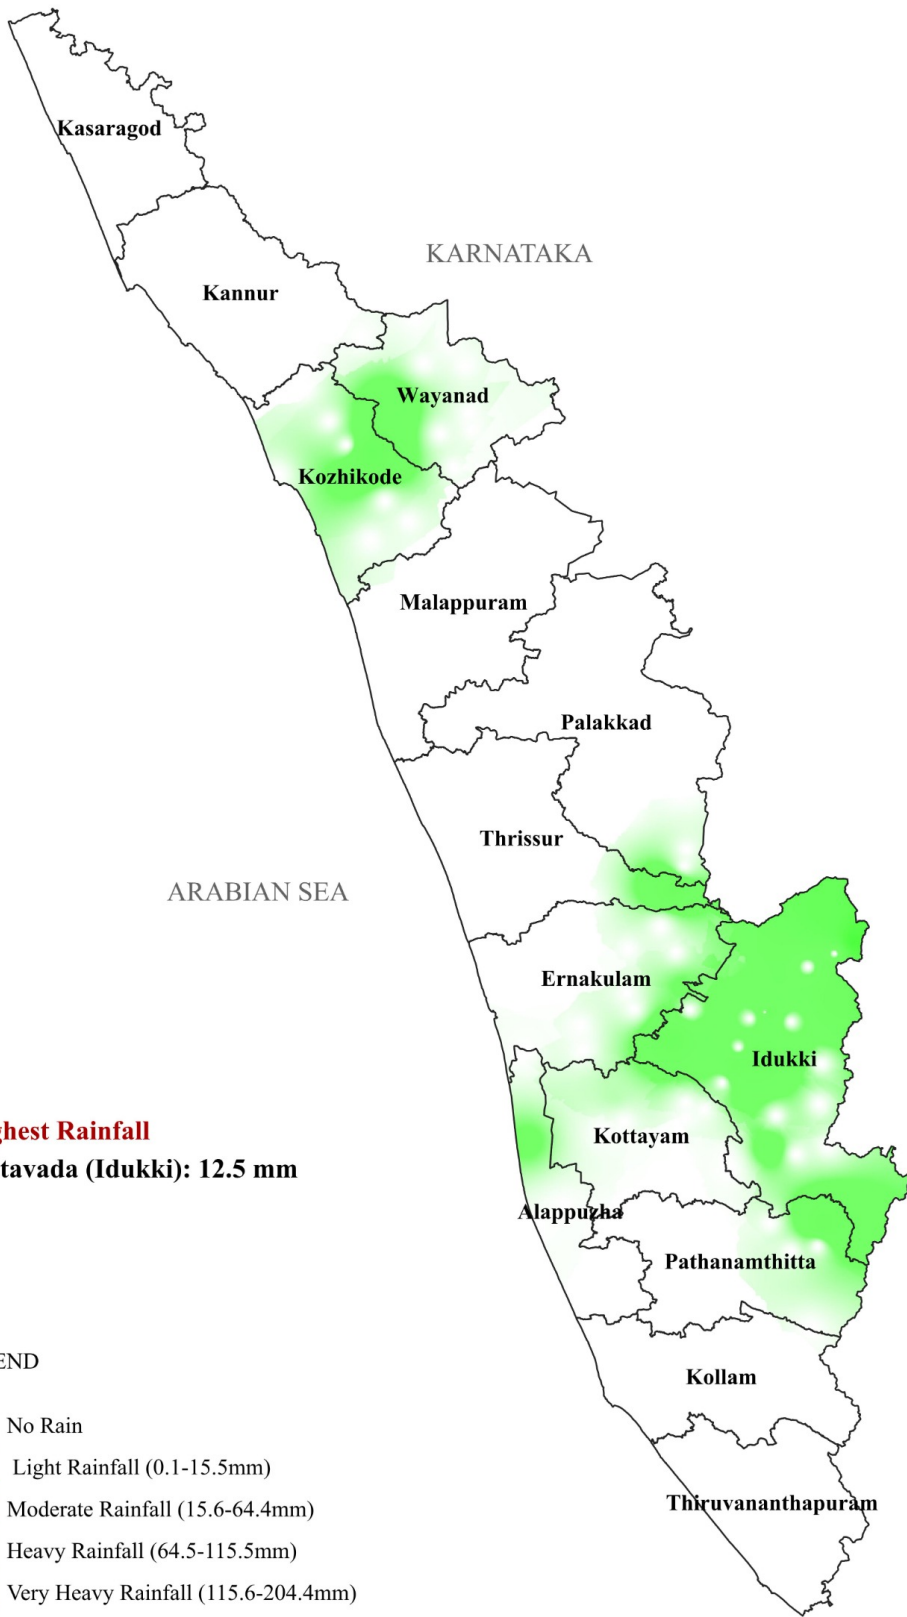 Kasaragod
KARNATAKA
Kannur
Wayanad
Kozhikode
Malappuram
Palakkad
Thrissur
ARABIAN SEA
Ernakulam
Idukki
ghest Rainfall
Kottayam
tavada (Idukki): 12.5 mm
Alappuzha
Pathanamthitta
END
Kollam
No Rain
Light Rainfall (0.1-15.5mm)
Moderate Rainfall (15.6-64.4mm)
Thiruvananthapuram
Heavy Rainfall (64.5-115.5mm)
Very Heavy Rainfall (115.6-204.4mm)